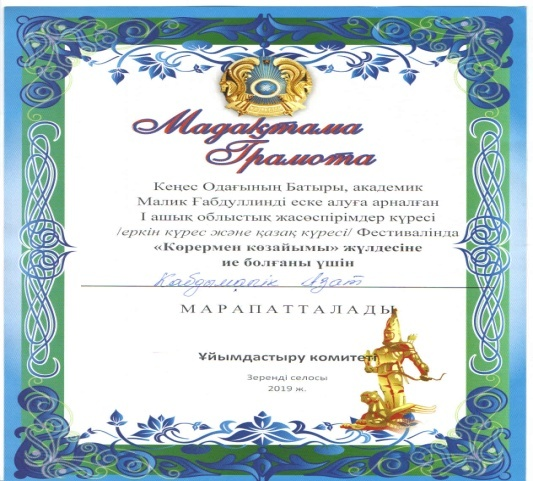 Мадақтама
Грамота
Кеңес Одағының Батыры, академик
Малик Ғабдуллинді еске алуға арналған
І ашық облыстық жасөспірімдер күресі
/еркін күрес және қазақ күресі/ Фестивалінда
«Көрермен көзайымы» жүлдесіне
ие болғаны үшін
Азат
МАРАПАТТАЛАДЫ
Ұйымдастыру комитеті
Зеренді селосы
2019 ж.